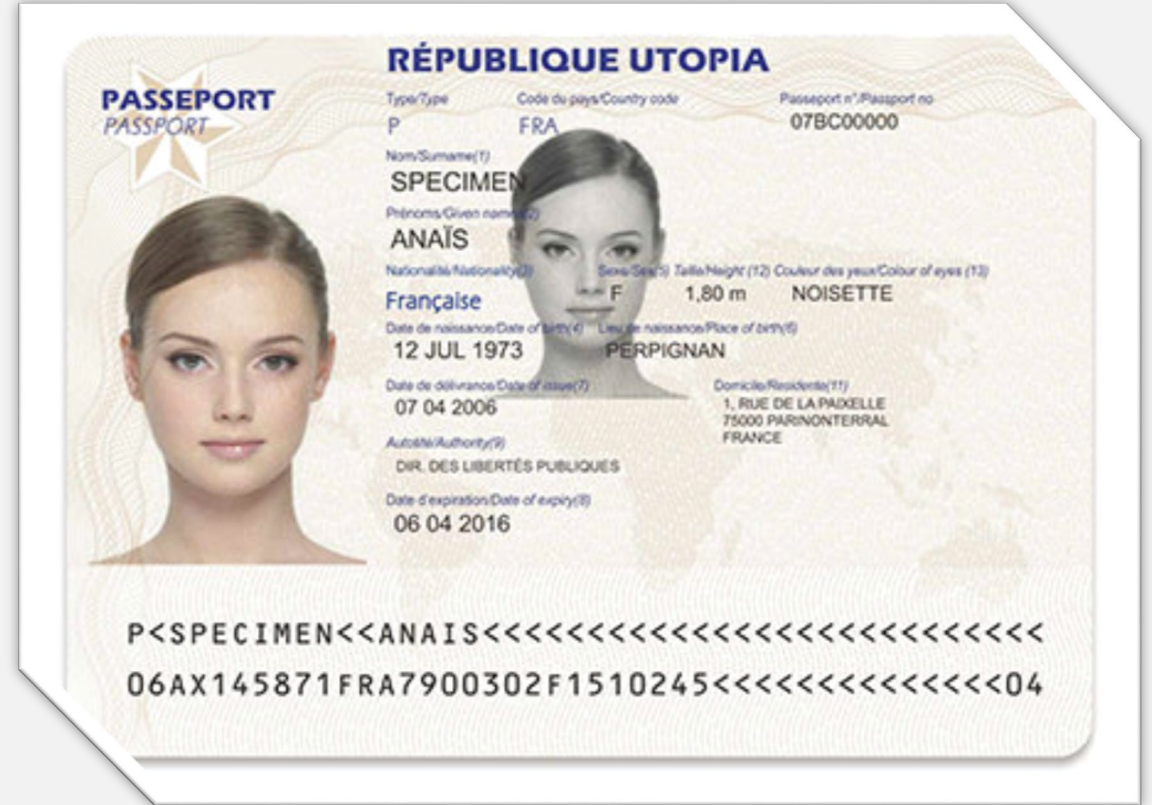 RÉPUBLIQUE UTOPIA
PASSEPORT
PASSPORT
Type/Type Code du pays/Country code Passeport n°/Passport no
P FRA 07BC00000
Nom/Surname(1)
SPECIMEN
Prénoms/Given name(2)
ANAÏS
Nationalité/Nationality(3) Sexe/Sex(5) Taille/Height (12) Couleur des yeux/Colour of eyes (13)
Française F 1,80 m NOISETTE
Date de naissance/Date of birth(4) Lieu de naissance/Place of birth(6)
12 JUL 1973 PERPIGNAN
Date de délivrance/Date of issue(7) Domicile/Residente(11)
07 04 2006 1, RUE DE LA PAIXELLE
75000 PARINONTERRAL
FRANCE
Autorité/Authority(9)
DIR. DES LIBERTÉS PUBLIQUES
Date d'expiration/Date of expiry(8)
06 04 2016
P<SPECIMEN<<ANAIS<<<<<<<<<<<<<<<<<<<<<<<<<<<
06AX145871FRA7900302F1510245<<<<<<<<<<<<<<04